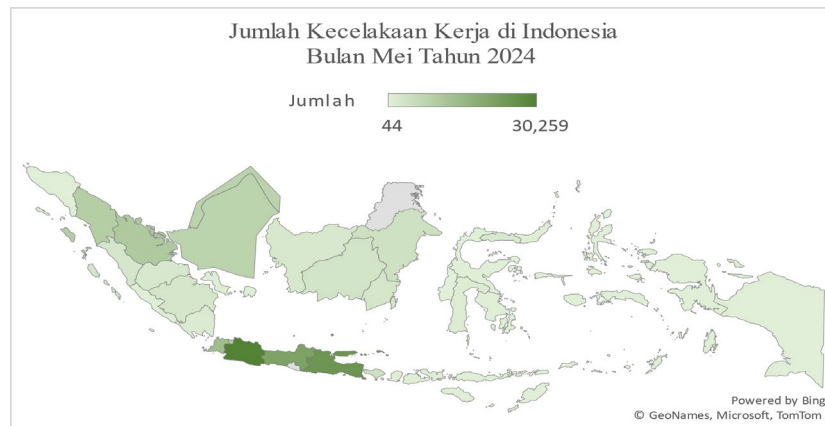 Jumlah Kecelakaan Kerja di Indonesia
Bulan Mei Tahun 2024
Jumlah
44 30,259
Powered by Bing
© GeoNames, Microsoft, TomTom